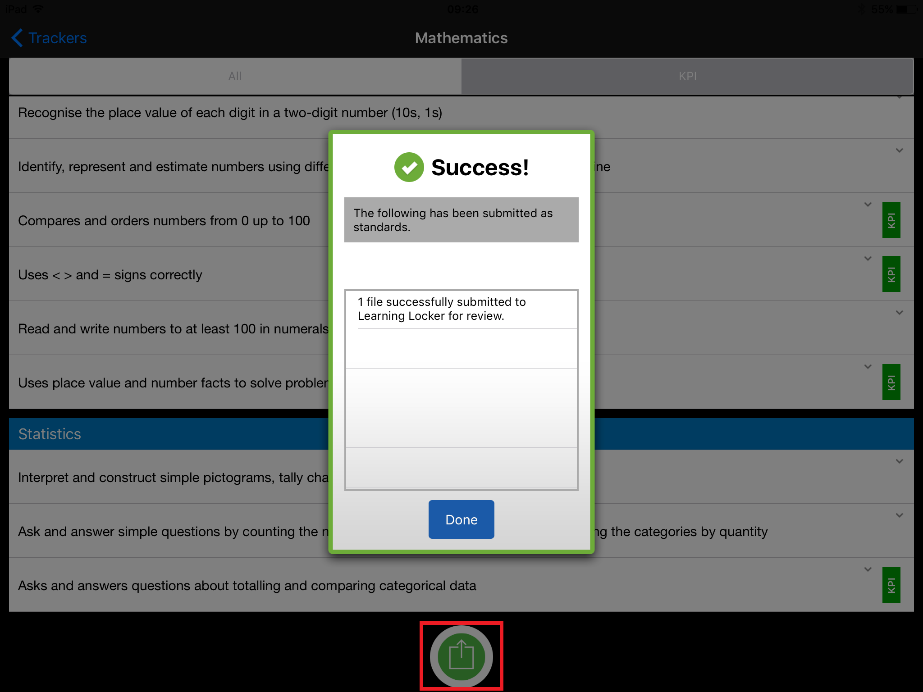 iPad 09:36 55%
Trackers Mathematics
All KPI
Recognise the place value of each digit in a two-digit number (10s, 1s)
Identify, represent and estimate numbers using diffe ne
Compares and orders numbers from 0 up to 100 KPI
Uses < > and = signs correctly KPI
Read and write numbers to at least 100 in numerals
Uses place value and number facts to solve probler KPI
Success!
The following has been submitted as
standards.
1 file successfully submitted to
Learning Locker for review.
Done
Statistics
Interpret and construct simple pictograms, tally cha
Ask and answer simple questions by counting the n ng the categories by quantity
Asks and answers questions about totalling and comparing categorical data KPI